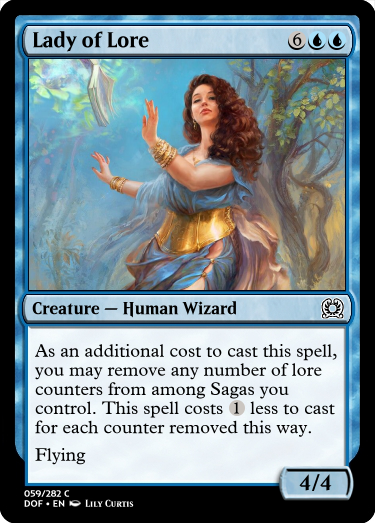 Lady of Lore 6
Creature — Human Wizard
As an additional cost to cast this spell,
you may remove any number of lore
counters from among Sagas you
control. This spell costs 1 less to cast
for each counter removed this way.
Flying
4/4
059/282 C
DOF • EN Lily Curtis